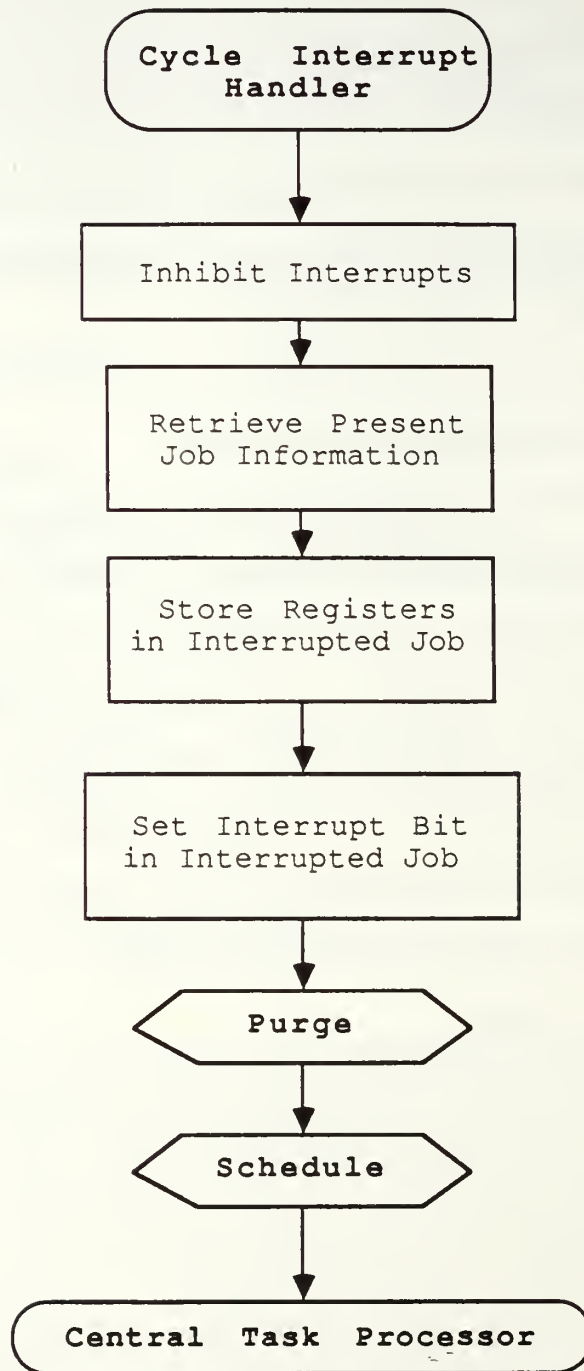 Cycle Interrupt
Handler
Inhibit Interrupts
Retrieve Present
Job Information
Store Registers
in Interrupted Job
Set Interrupt Bit
in Interrupted Job
Purge
Schedule
Central Task Processor